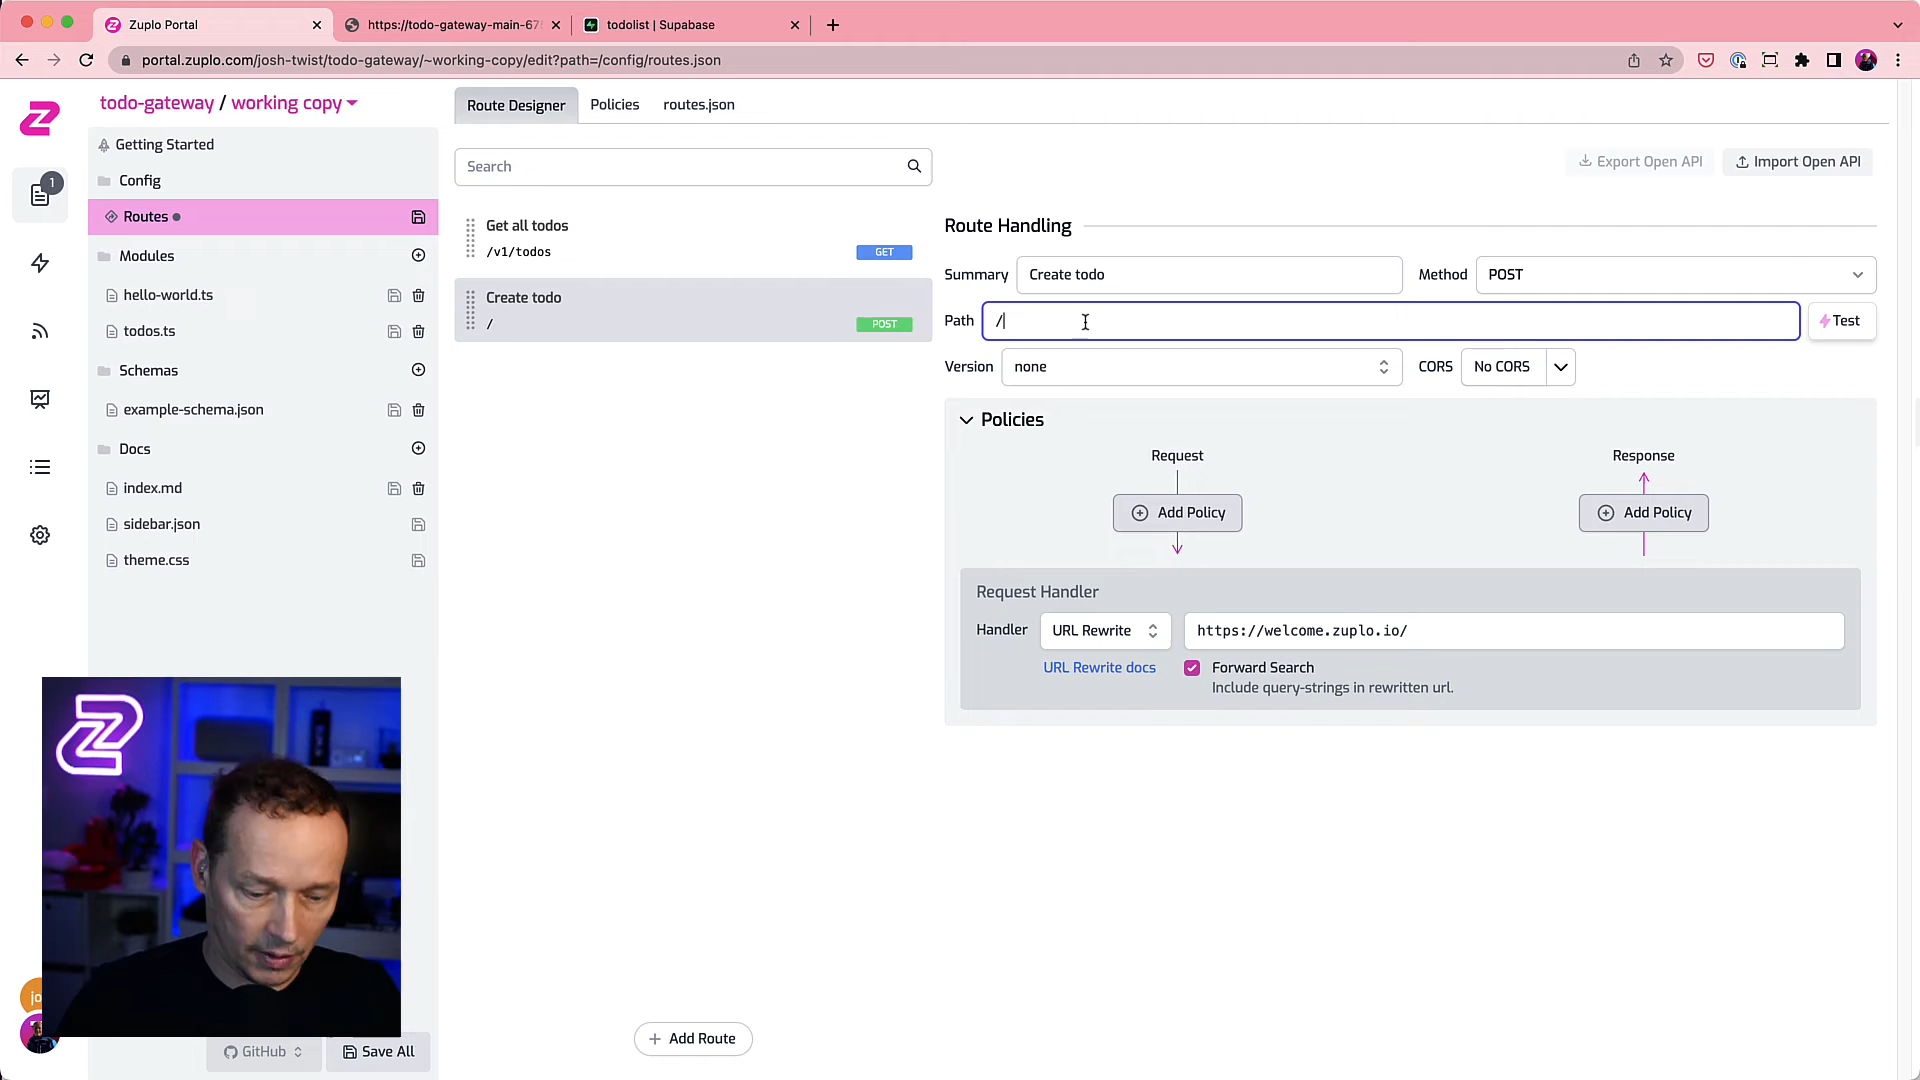 Zuplo Portal
https://todo-gateway-main-678
todolist | Supabase
portal.zuplo.com/josh-twist/todo-gateway/~working-copy/edit?path=/config/routes.json
todo-gateway / working copy
Getting Started
Config
1
Routes
Modules
hello-world.ts
todos.ts
Schemas
example-schema.json
Docs
index.md
sidebar.json
theme.css
jo
GitHub
Save All
Route Designer
Policies
routes.json
Search
Export Open API
Import Open API
Get all todos
/v1/todos
GET
Create todo
/
POST
Add Route
Route Handling
Summary
Create todo
Method
POST
Path
/
Test
Version
none
CORS
No CORS
Policies
Request
Response
Add Policy
Add Policy
Request Handler
Handler
URL Rewrite
https://welcome.zuplo.io/
URL Rewrite docs
Forward Search
Include query-strings in rewritten url.